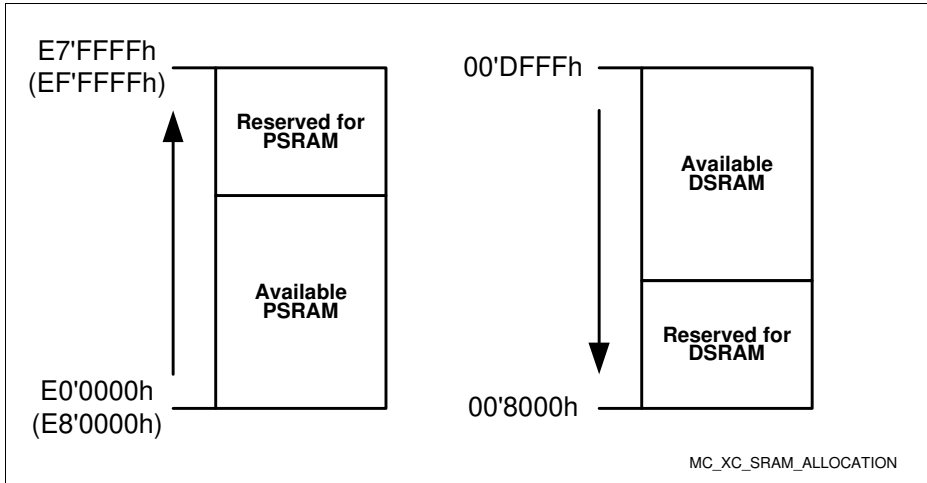 E7'FFFFh
(EF'FFFFh)
Reserved for
PSRAM
Available
PSRAM
E0'0000h
(E8'0000h)
00'DFFFh
Available
DSRAM
Reserved for
DSRAM
00'8000h
MC_XC_SRAM_ALLOCATION